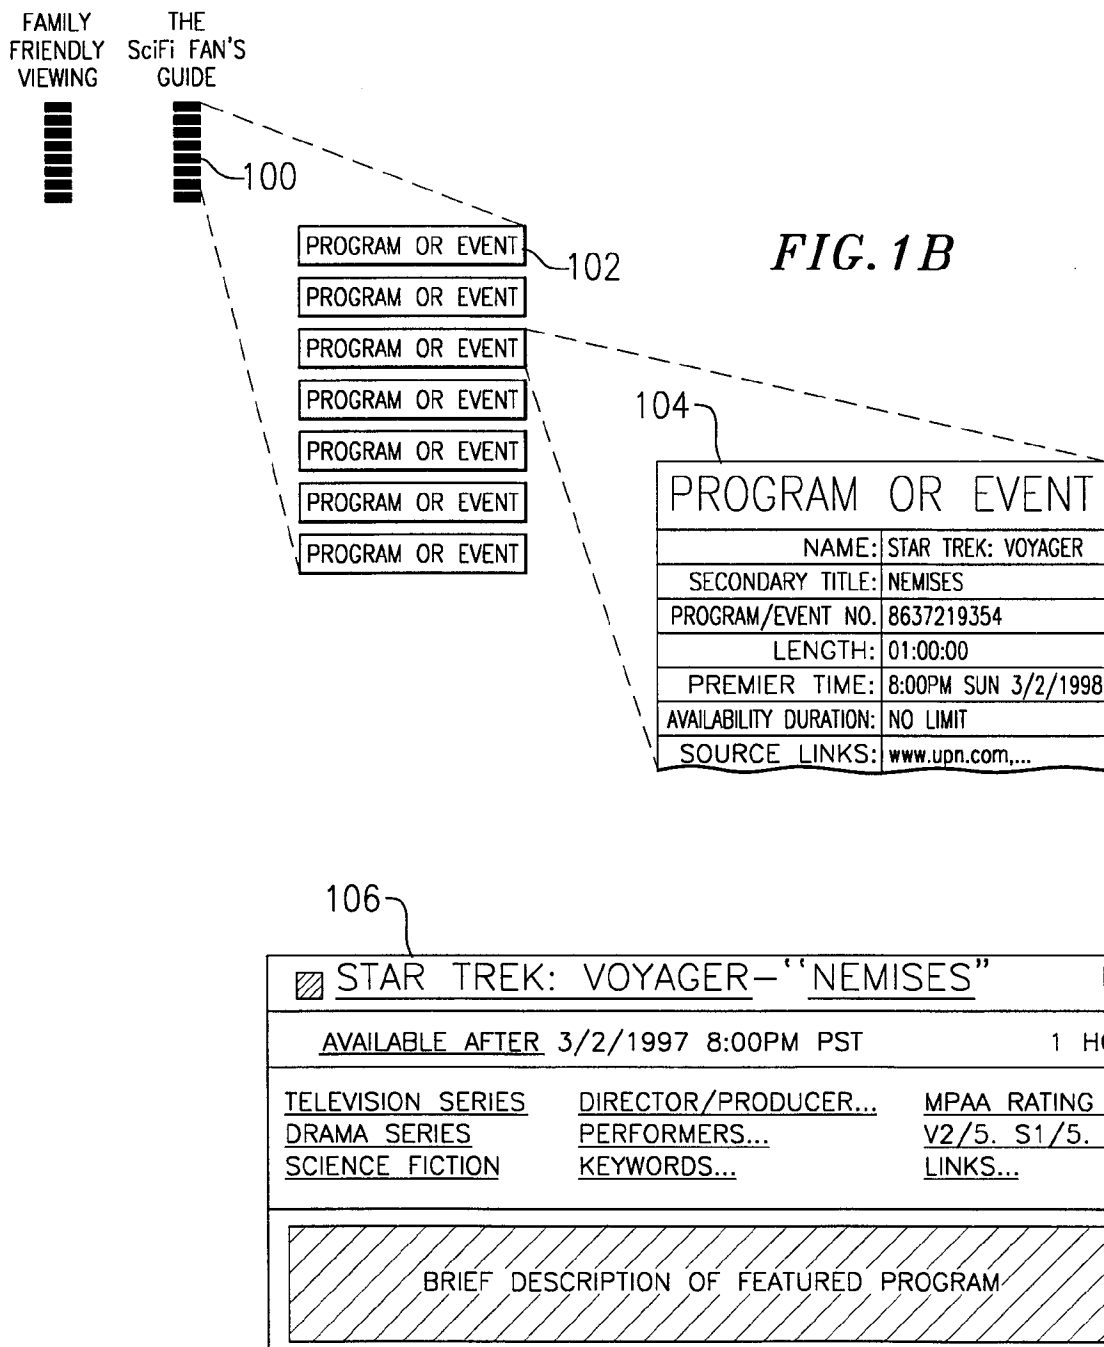 FAMILY
FRIENDLY
VIEWING
THE
SciFi FAN'S
GUIDE
100
PROGRAM OR EVENT
102
FIG. 1B
PROGRAM OR EVENT
PROGRAM OR EVENT
PROGRAM OR EVENT
PROGRAM OR EVENT
PROGRAM OR EVENT
PROGRAM OR EVENT
104
PROGRAM OR EVENT
NAME: STAR TREK: VOYAGER
SECONDARY TITLE: NEMISES
PROGRAM/EVENT NO. 8637219354
LENGTH: 01:00:00
PREMIER TIME: 8:00PM SUN 3/2/1998
AVAILABILITY DURATION: NO LIMIT
SOURCE LINKS: www.upn.com,...
106
STAR TREK: VOYAGER-‘‘NEMISES”
AVAILABLE AFTER 3/2/1997 8:00PM PST 1
TELEVISION SERIES DIRECTOR/PRODUCER... MPAA RATING
DRAMA SERIES PERFORMERS... V2/5. S1/5.
SCIENCE FICTION KEYWORDS... LINKS...
BRIEF DESCRIPTION OF FEATURED PROGRAM